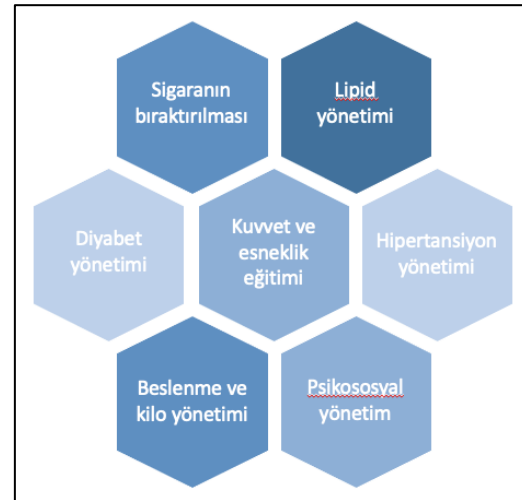 Sigaranın
bıraktırılması
Lipid
yönetimi
Diyabet
yönetimi
Kuvvet ve
esneklik
eğitimi
Hipertansiyon
yönetimi
Beslenme ve
kilo yönetimi
Psikososyal
yönetim